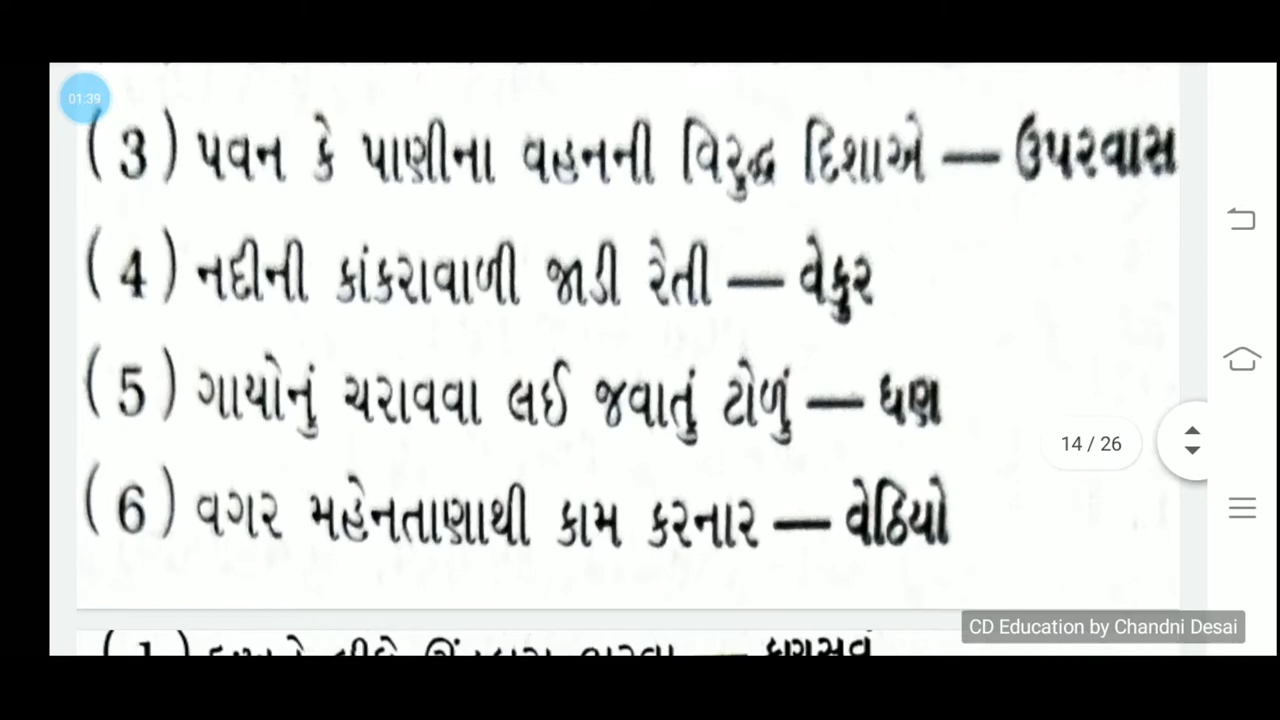 01:39
(3) પવન કે પાણીના વહનની વિરુદ્ધ દિશાએ — ઉપરવાસ
(4) નદીની કાંકરાવાળી જાડી રેતી — વેકુર
(5) ગાયોનું ચરાવવા લઈ જવાતું ટોળું — ધણ
14 / 26
(6) વગર મહેનતાણાથી કામ કરનાર — વેઠિયો
CD Education by Chandni Desai
(1)